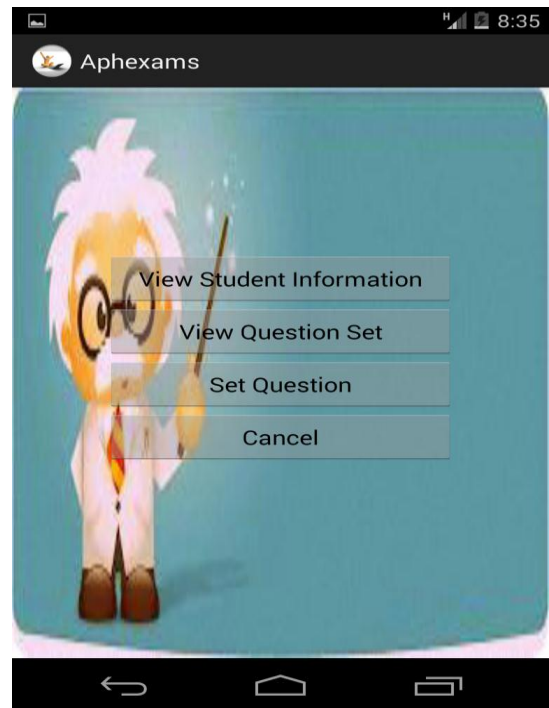 H 8:35
Aphexams
View Student Information
View Question Set
Set Question
Cancel